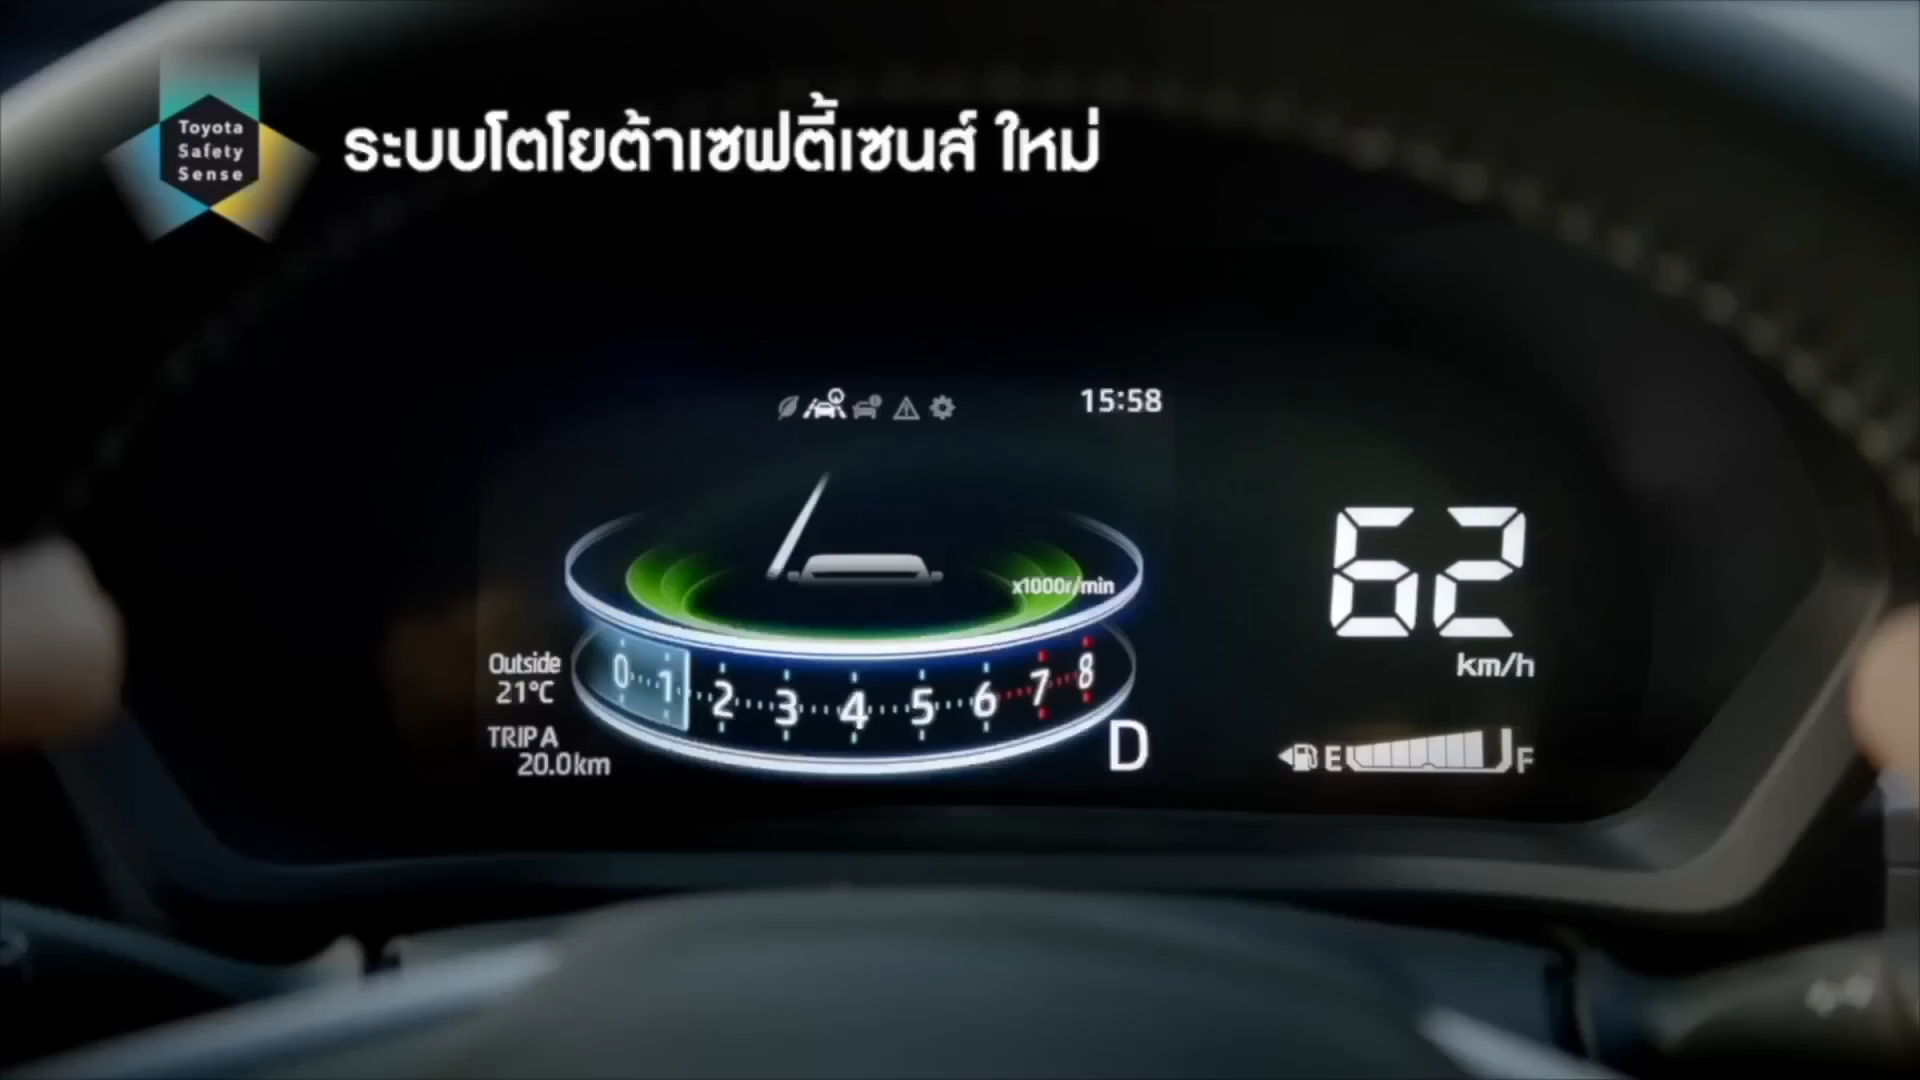 Toyota
Safety
Sense
ระบบโตโยต้าเซฟตี้เซนส์ ใหม่
15:58
x1000r/min
62
km/h
Outside
21°C
0 1 2 3 4 5 6 7 8
TRIP A
20.0km
D
E F